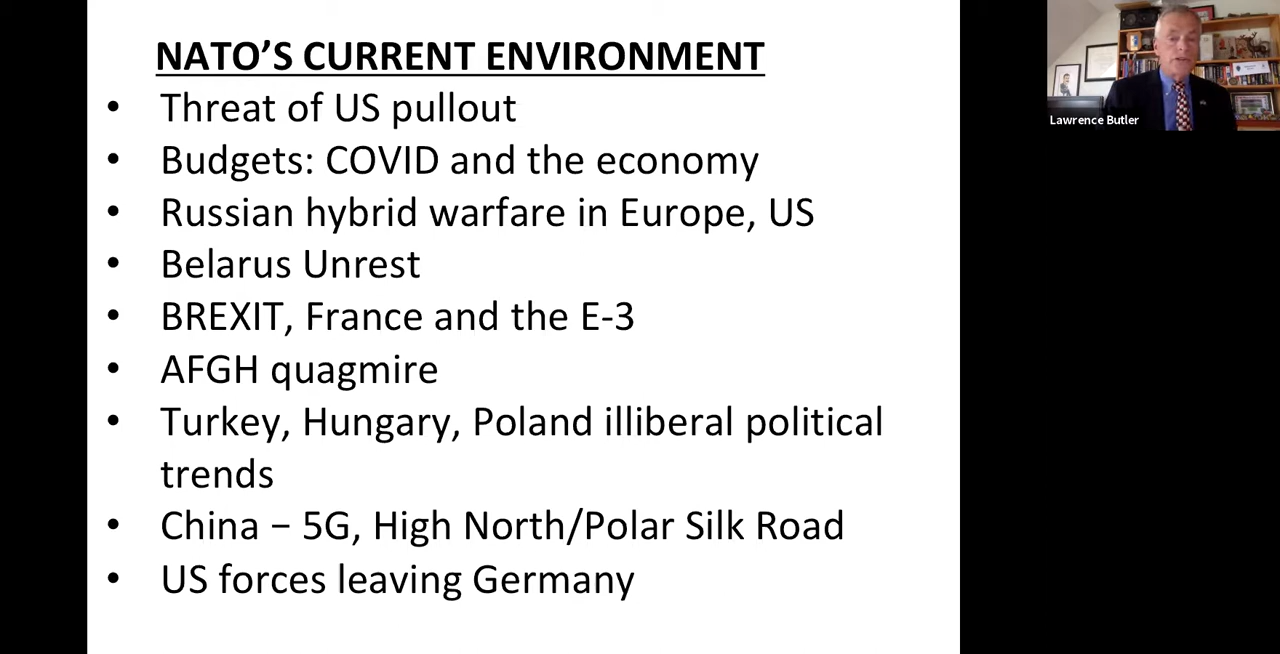 NATO'S CURRENT ENVIRONMENT
• Threat of US pullout
• Budgets: COVID and the economy
• Russian hybrid warfare in Europe, US
• Belarus Unrest
• BREXIT, France and the E-3
• AFGH quagmire
• Turkey, Hungary, Poland illiberal political
trends
• China – 5G, High North/Polar Silk Road
• US forces leaving Germany
Lawrence Butler